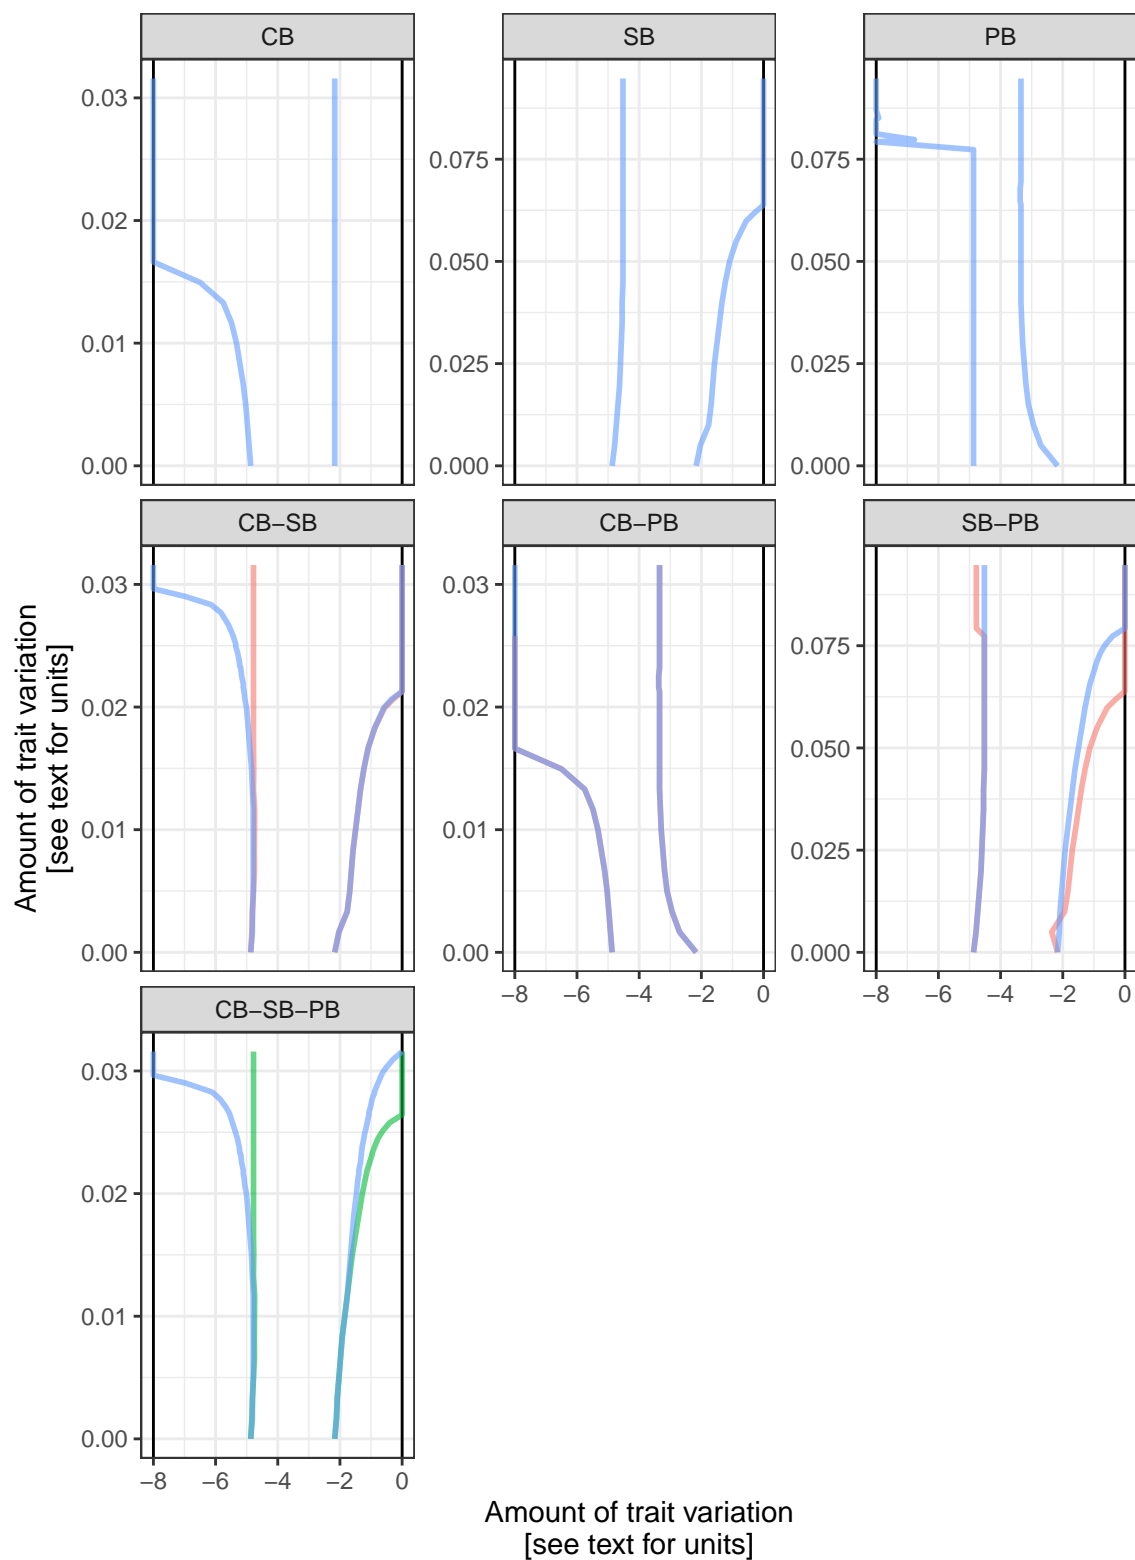 CB
SB
PB
0.03
0.02
0.01
0.00
0.075
0.050
0.025
0.000
0.075
0.050
0.025
0.000
CB−SB
CB−PB
SB−PB
0.03
0.02
0.01
0.00
0.03
0.02
0.01
0.00
0.075
0.050
0.025
0.000
−8 −6 −4 −2 0
−8 −6 −4 −2 0
CB−SB−PB
0.03
0.02
0.01
0.00
−8 −6 −4 −2 0
Amount of trait variation
[see text for units]
Amount of trait variation
[see text for units]